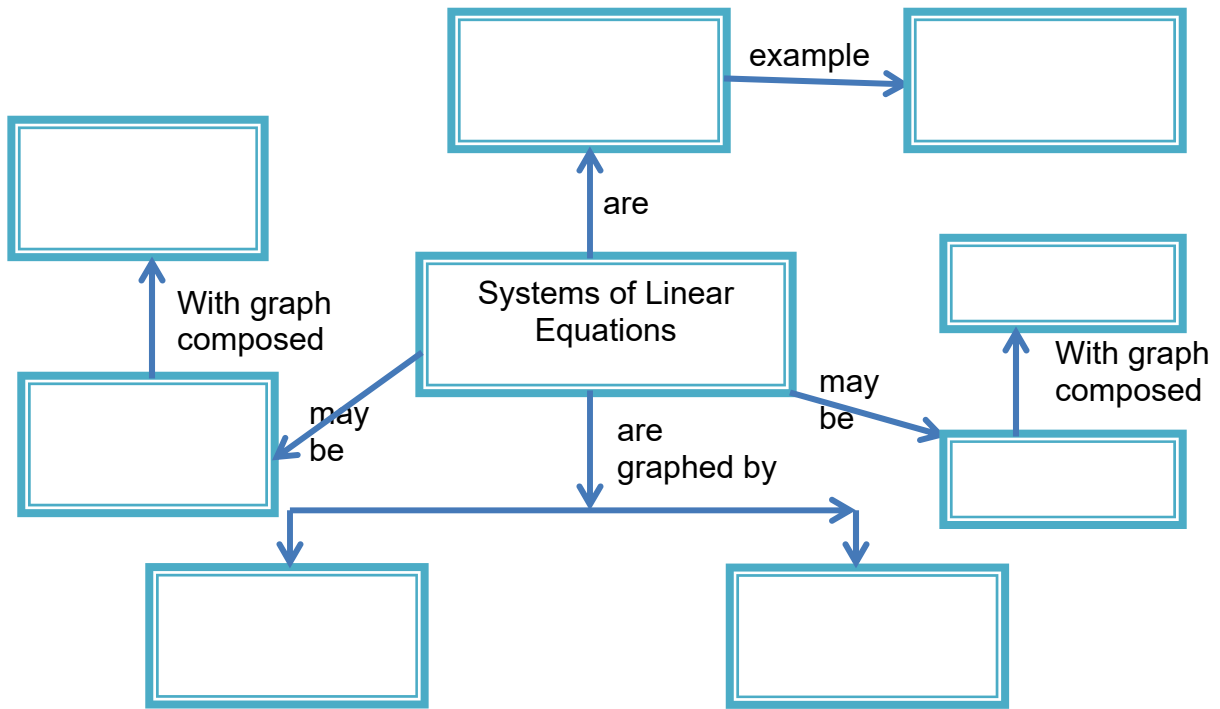 example
are
Systems of Linear
Equations
With graph
composed
With graph
composed
may
be
may
be
are
graphed by